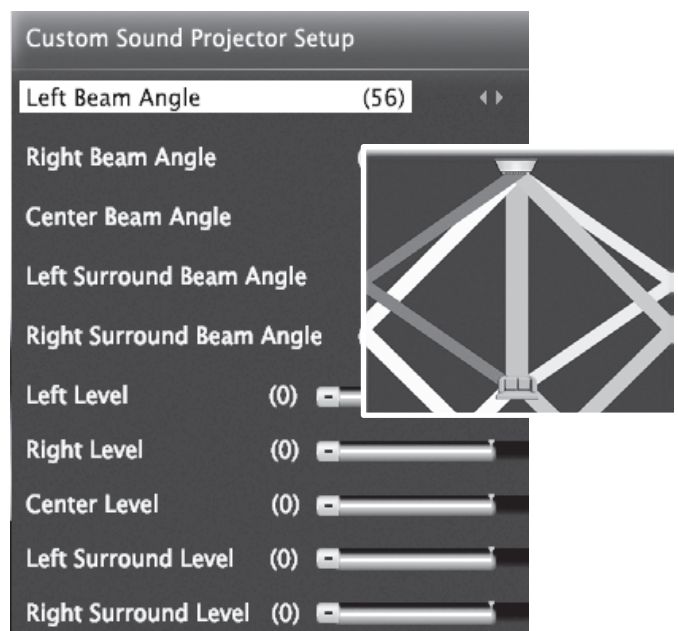 Custom Sound Projector Setup
Left Beam Angle (56)
Right Beam Angle
Center Beam Angle
Left Surround Beam Angle
Right Surround Beam Angle
Left Level (0)
Right Level (0)
Center Level (0)
Left Surround Level (0)
Right Surround Level (0)